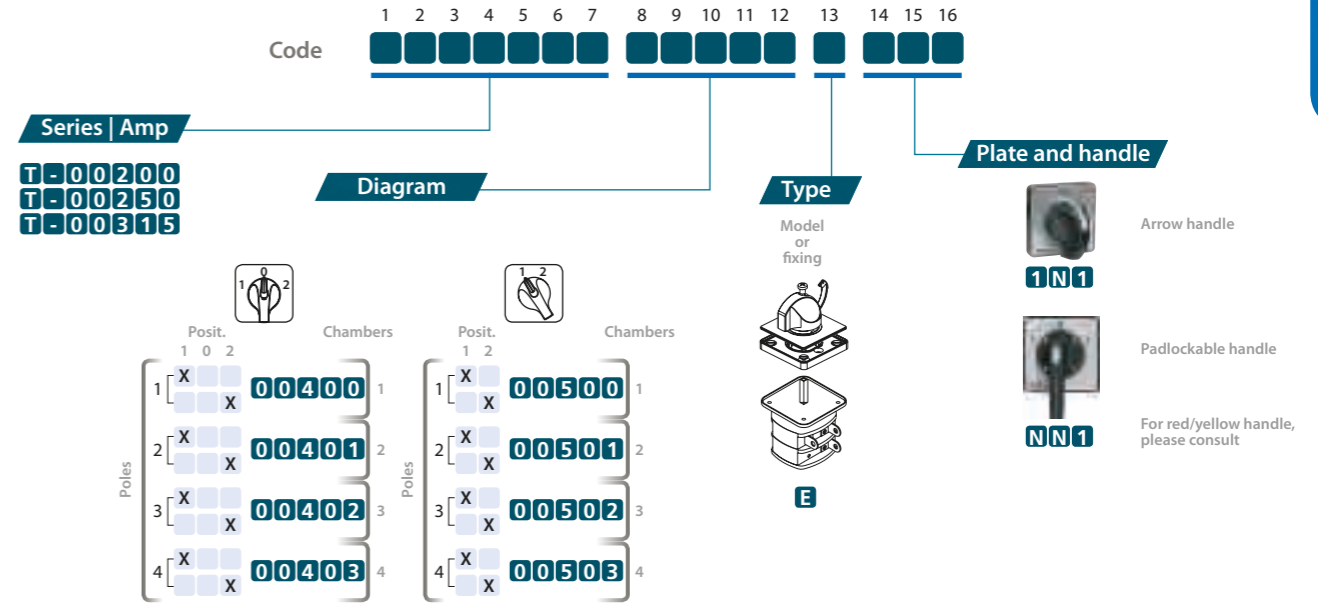 1 2 3 4 5 6 7 8 9 10 11 12 13 14 15 16
Code
Series | Amp
T-00200
T-00250
T-00315
Diagram
Type
Model
or
fixing
E
Plate and handle
Arrow handle
1N1
Padlockable handle
NN1
For red/yellow handle,
please consult
1 0 2
Posit. Chambers
1 0 2
Poles
1 X 00400 1
X
2 X 00401 2
X
3 X 00402 3
X
4 X 00403 4
X
1 2
Posit. Chambers
1 2
Poles
1 X 00500 1
X
2 X 00501 2
X
3 X 00502 3
X
4 X 00503 4
X